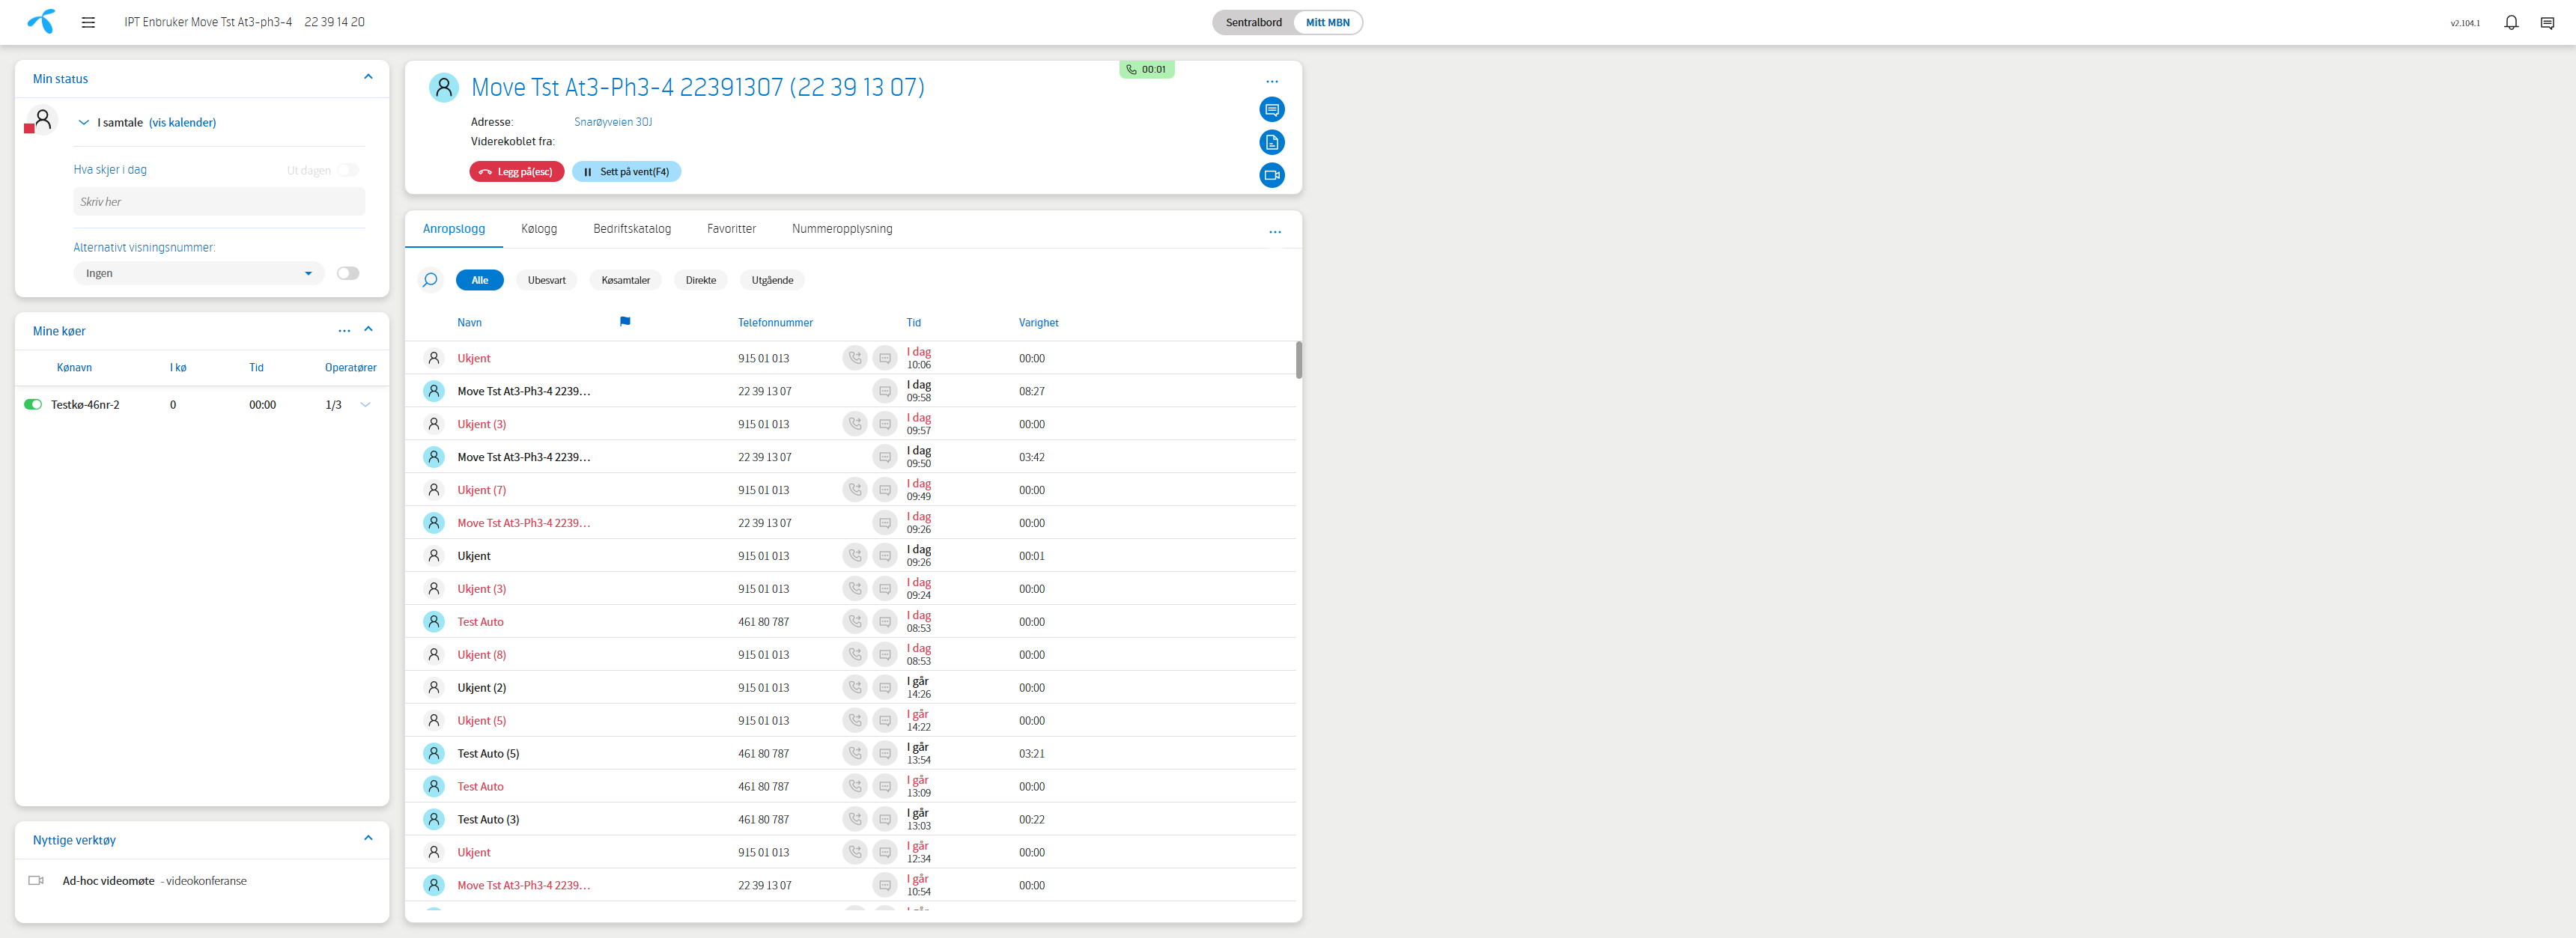 IPT Enbruker Move Tst At3-ph3-4 22 39 14 20
Sentralbord Mitt MBN
v2.104.1
Min status
I samtale (vis kalender)
Hva skjer i dag Ut dagen
Skriv her
Alternativt visningsnummer:
Ingen
Mine køer
Kønavn I kø Tid Operatører
Testkø-46nr-2 0 00:00 1/3
Nyttige verktøy
Ad-hoc videomøte - videokonferanse
00:01
Move Tst At3-Ph3-4 22391307 (22 39 13 07)
Adresse: Snarøyveien 30J
Viderekoblet fra:
Legg på(esc) Sett på vent(F4)
Anropslogg Kølogg Bedriftskatalog Favoritter Nummeropplysning
Alle Ubesvart Køsamtaler Direkte Utgående
Navn Telefonnummer Tid Varighet
Ukjent 915 01 013 I dag 10:06 00:00
Move Tst At3-Ph3-4 2239... 22 39 13 07 I dag 09:58 08:27
Ukjent (3) 915 01 013 I dag 09:57 00:00
Move Tst At3-Ph3-4 2239... 22 39 13 07 I dag 09:50 03:42
Ukjent (7) 915 01 013 I dag 09:49 00:00
Move Tst At3-Ph3-4 2239... 22 39 13 07 I dag 09:26 00:00
Ukjent 915 01 013 I dag 09:26 00:01
Ukjent (3) 915 01 013 I dag 09:24 00:00
Test Auto 461 80 787 I dag 08:53 00:00
Ukjent (8) 915 01 013 I dag 08:53 00:00
Ukjent (2) 915 01 013 I går 14:26 00:00
Ukjent (5) 915 01 013 I går 14:22 00:00
Test Auto (5) 461 80 787 I går 13:54 03:21
Test Auto 461 80 787 I går 13:09 00:00
Test Auto (3) 461 80 787 I går 13:03 00:22
Ukjent 915 01 013 I går 12:34 00:00
Move Tst At3-Ph3-4 2239... 22 39 13 07 I går 10:54 00:00